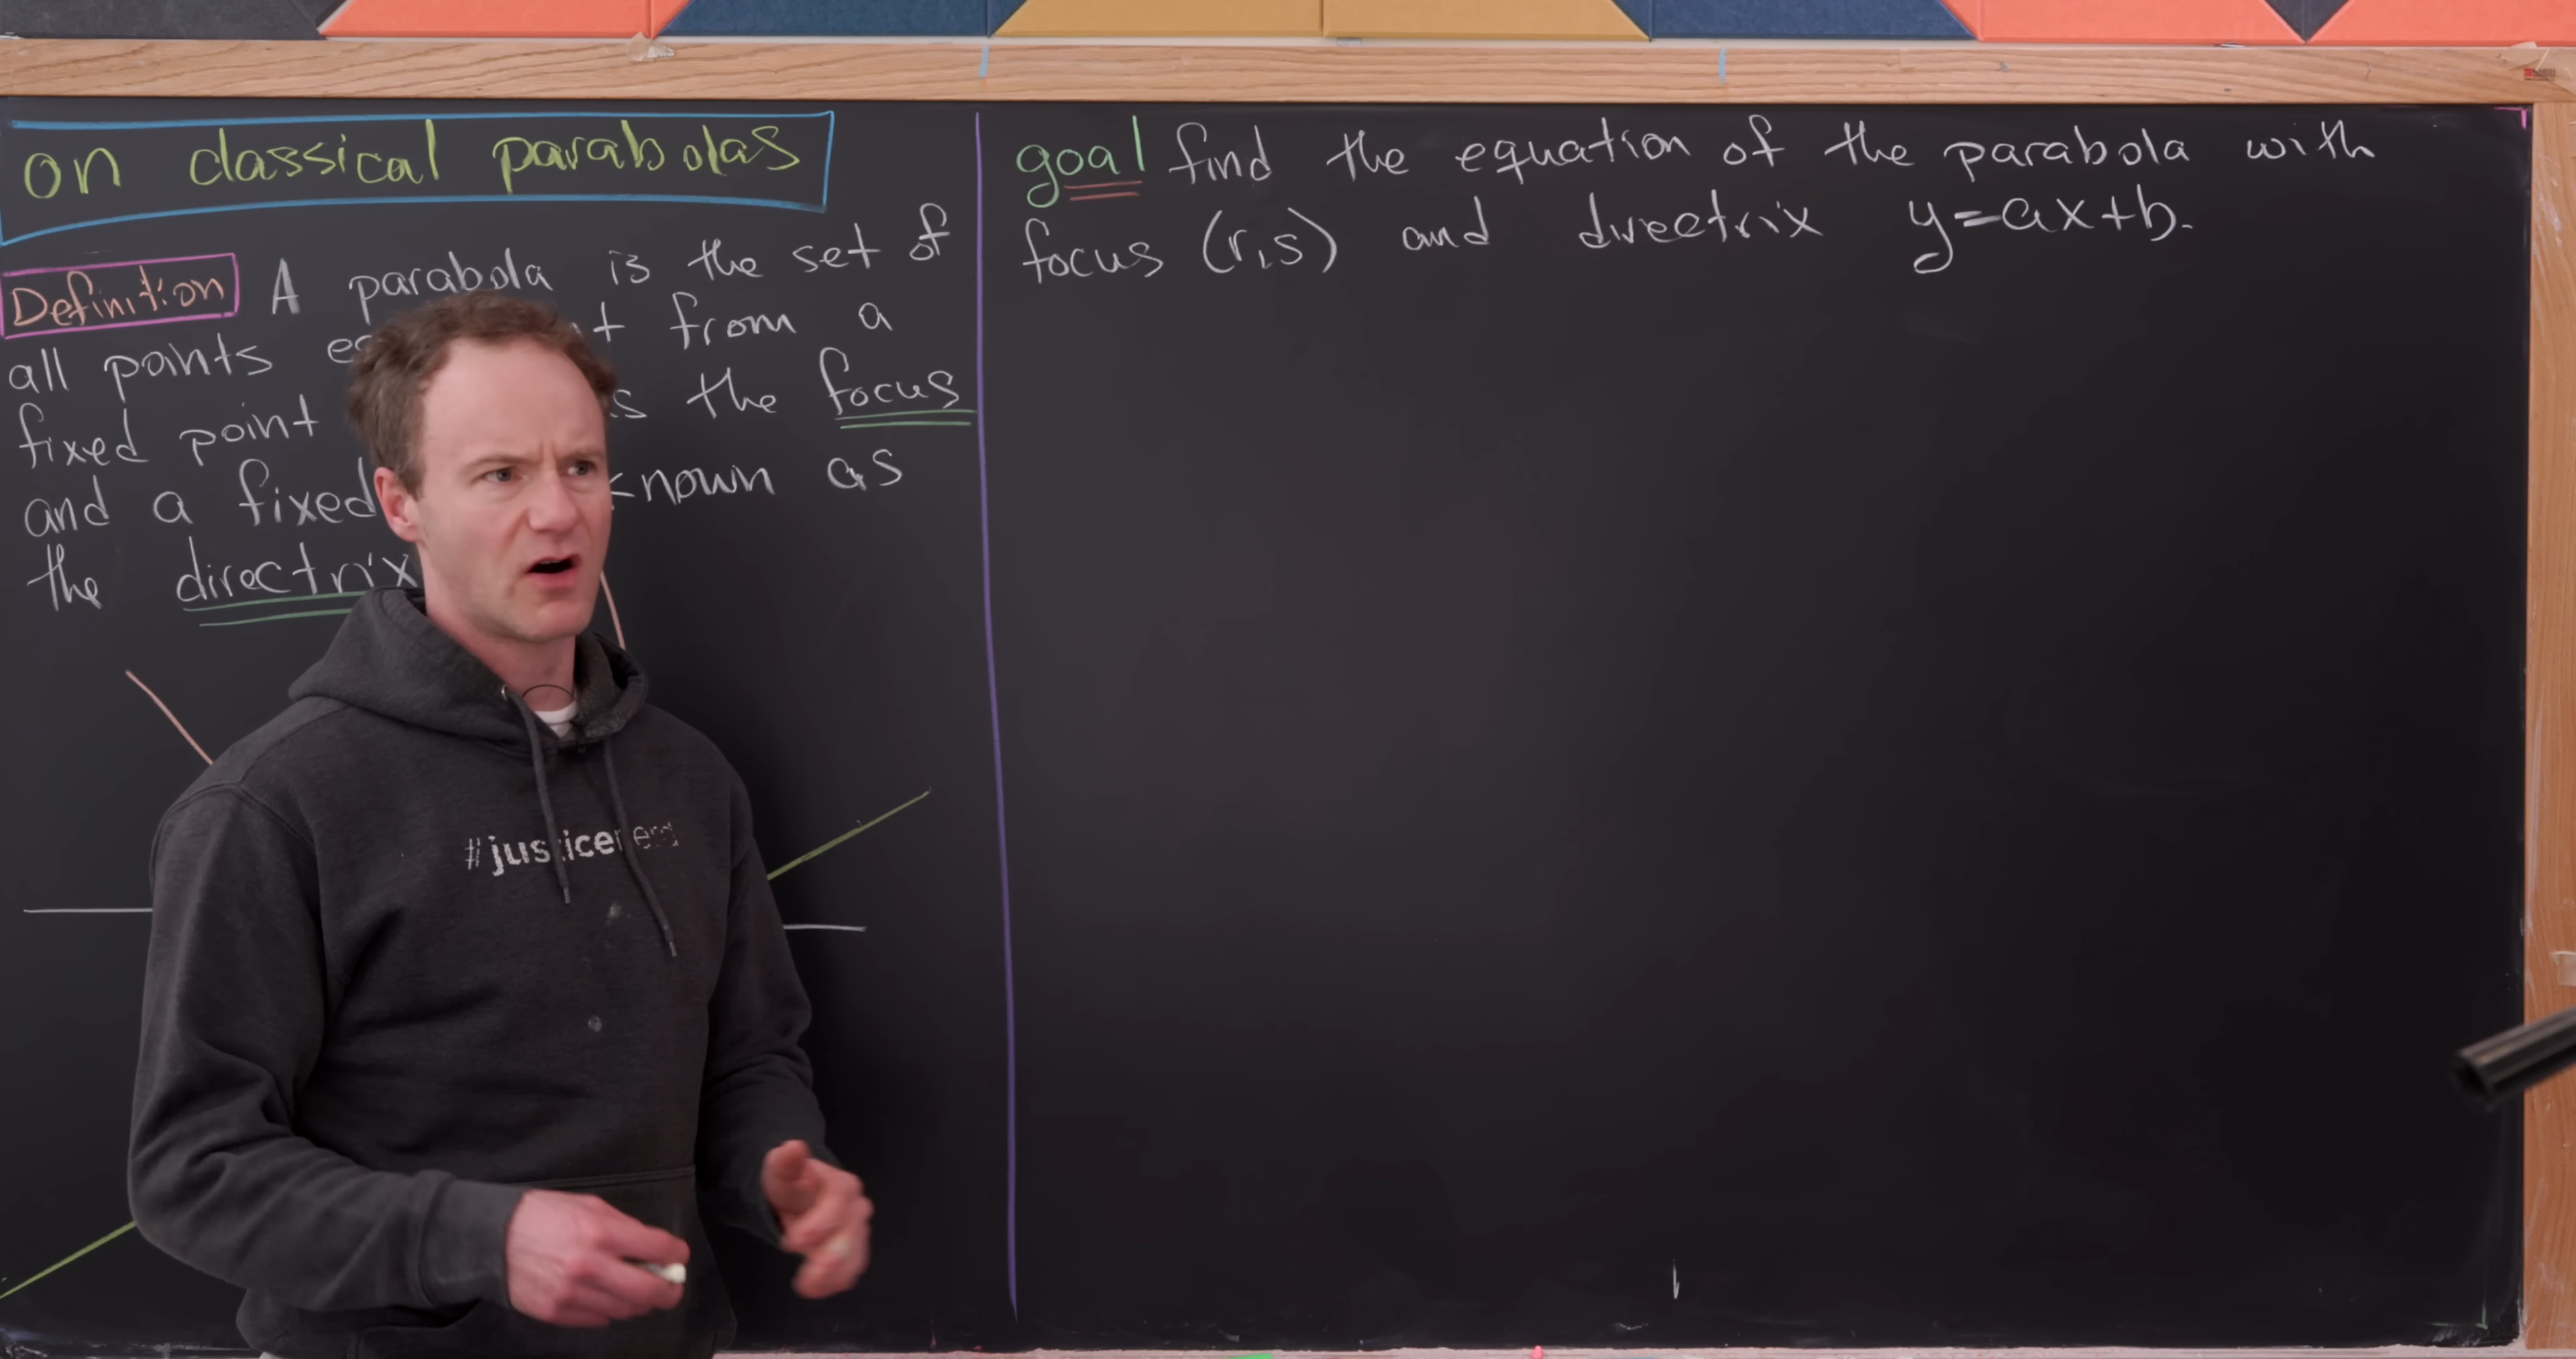 on classical parabolas
Definition A parabola is the set of
all points from a
fixed point the focus
and a fixed known as
the directrix
goal find the equation of the parabola with
focus (r,s) and directrix y=ax+b.